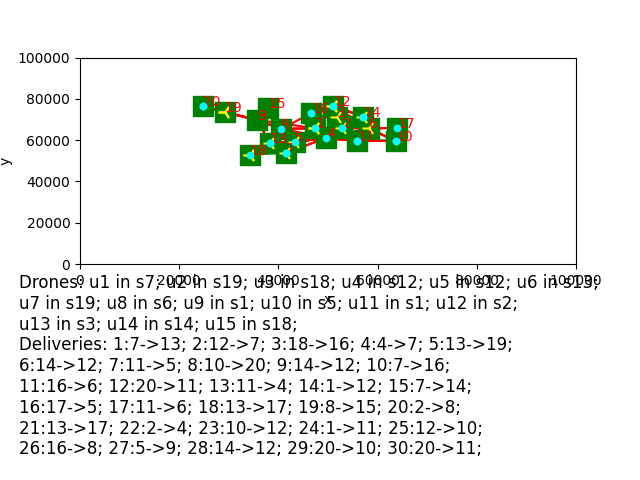 100000
80000
60000
40000
20000
0
y
12
14
17
20
0 20000 40000 60000 80000 100000
x
Drones: u1 in s7; u2 in s19; u3 in s18; u4 in s12; u5 in s12; u6 in s13;
u7 in s19; u8 in s6; u9 in s1; u10 in s5; u11 in s1; u12 in s2;
u13 in s3; u14 in s14; u15 in s18;
Deliveries: 1:7->13; 2:12->7; 3:18->16; 4:4->7; 5:13->19;
6:14->12; 7:11->5; 8:10->20; 9:14->12; 10:7->16;
11:16->6; 12:20->11; 13:11->4; 14:1->12; 15:7->14;
16:17->5; 17:11->6; 18:13->17; 19:8->15; 20:2->8;
21:13->17; 22:2->4; 23:10->12; 24:1->11; 25:12->10;
26:16->8; 27:5->9; 28:14->12; 29:20->10; 30:20->11;